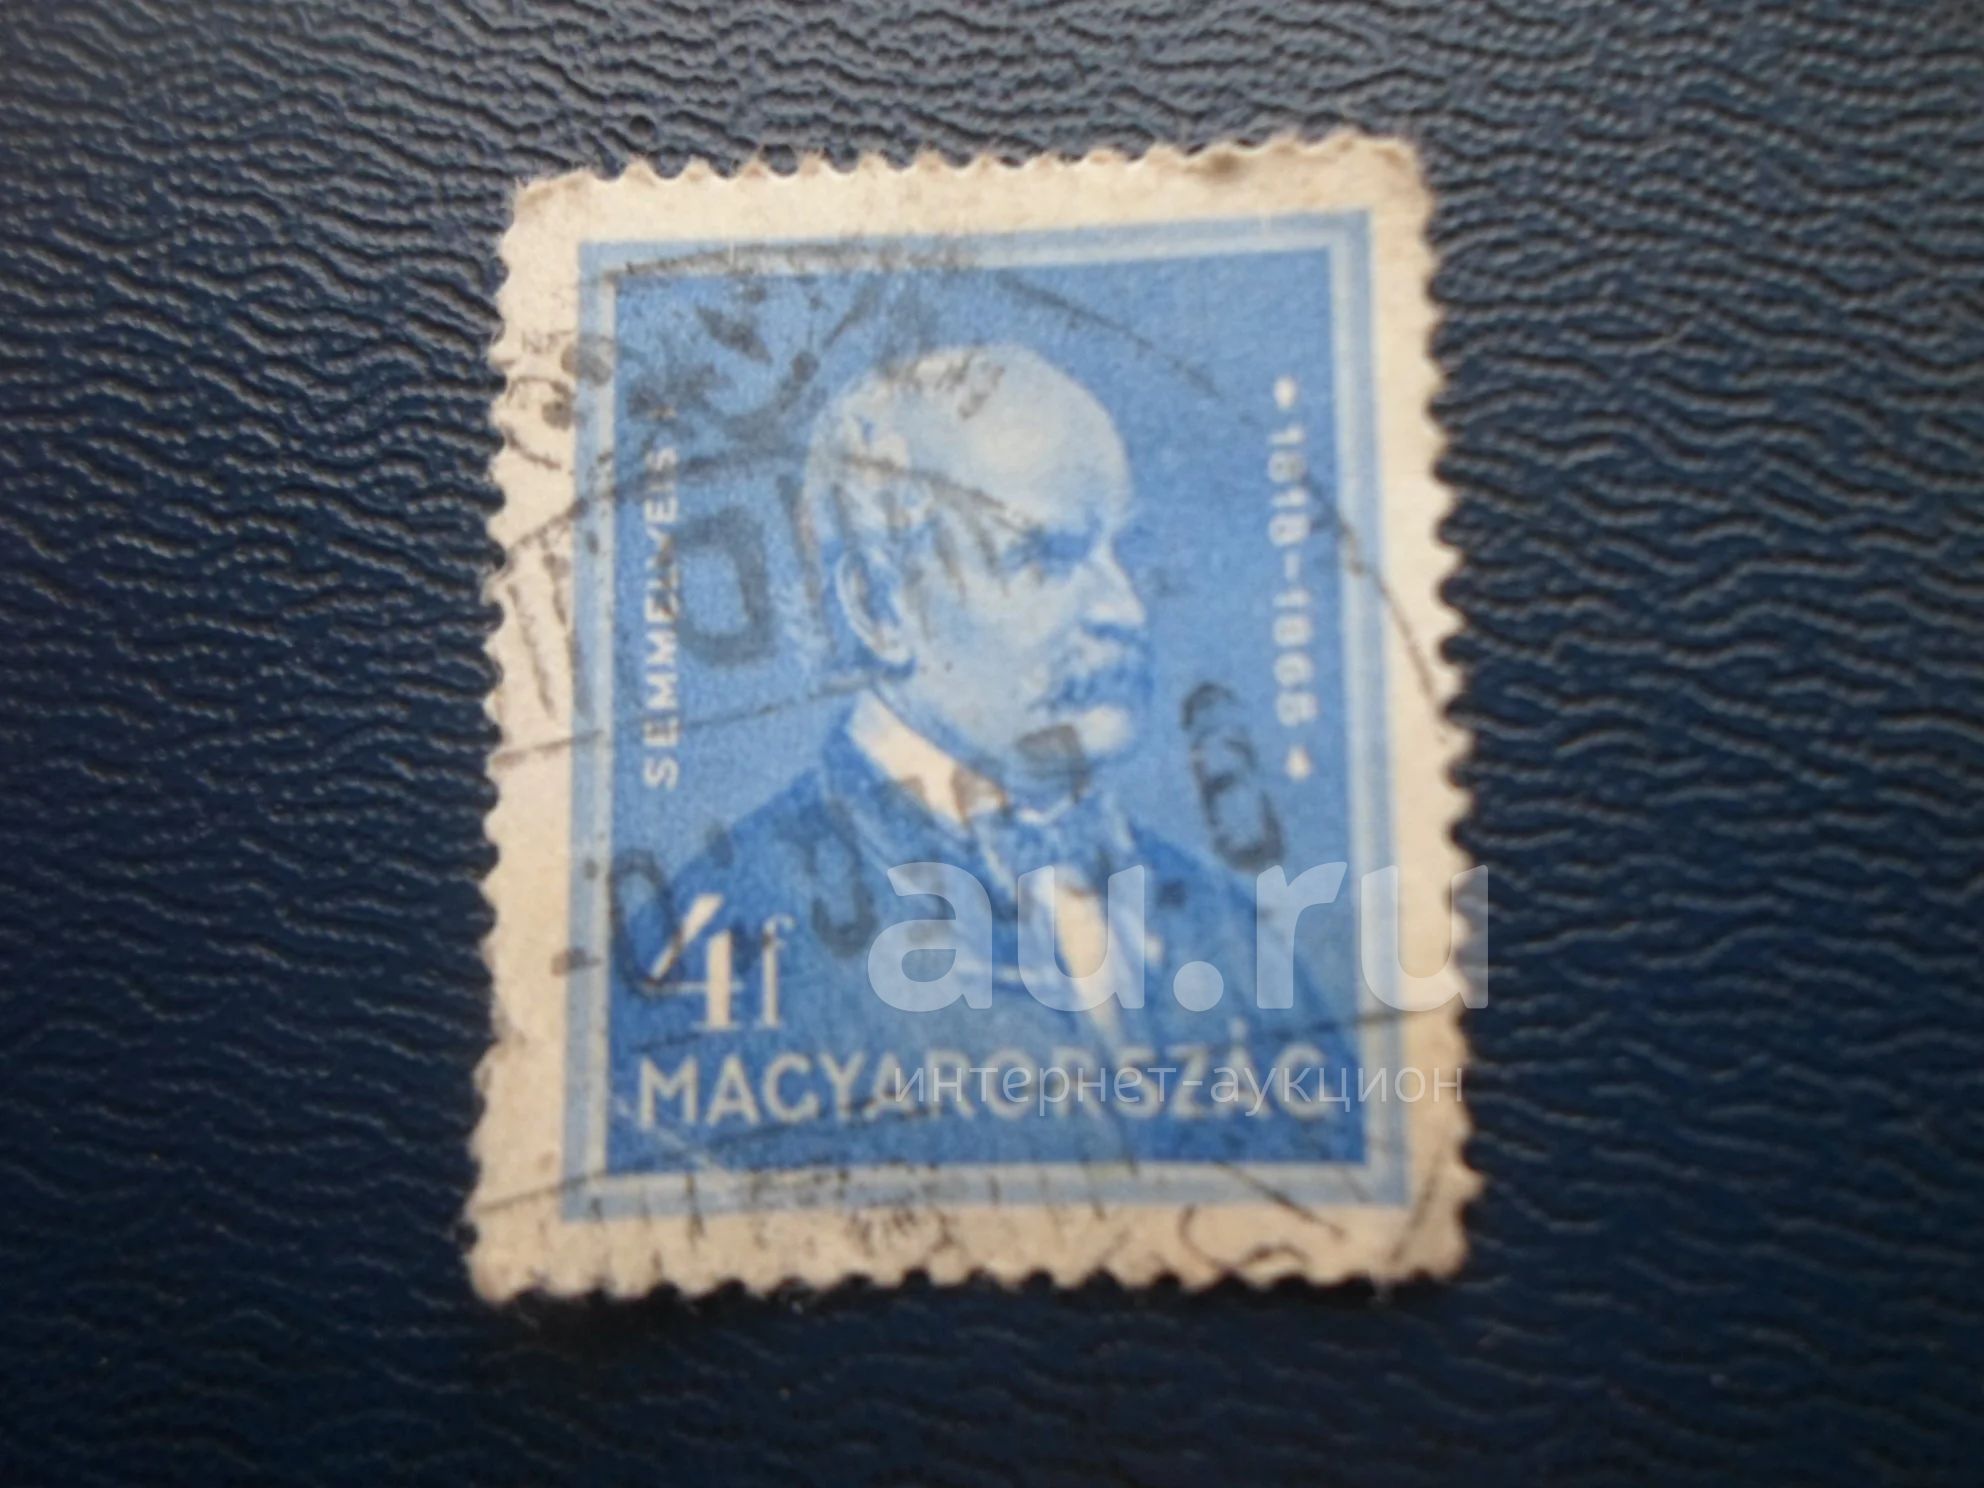 SEMMELWEIS I.
1818-1865
4f
MAGYARORSZÁG
au.ru
интернет-аукцион